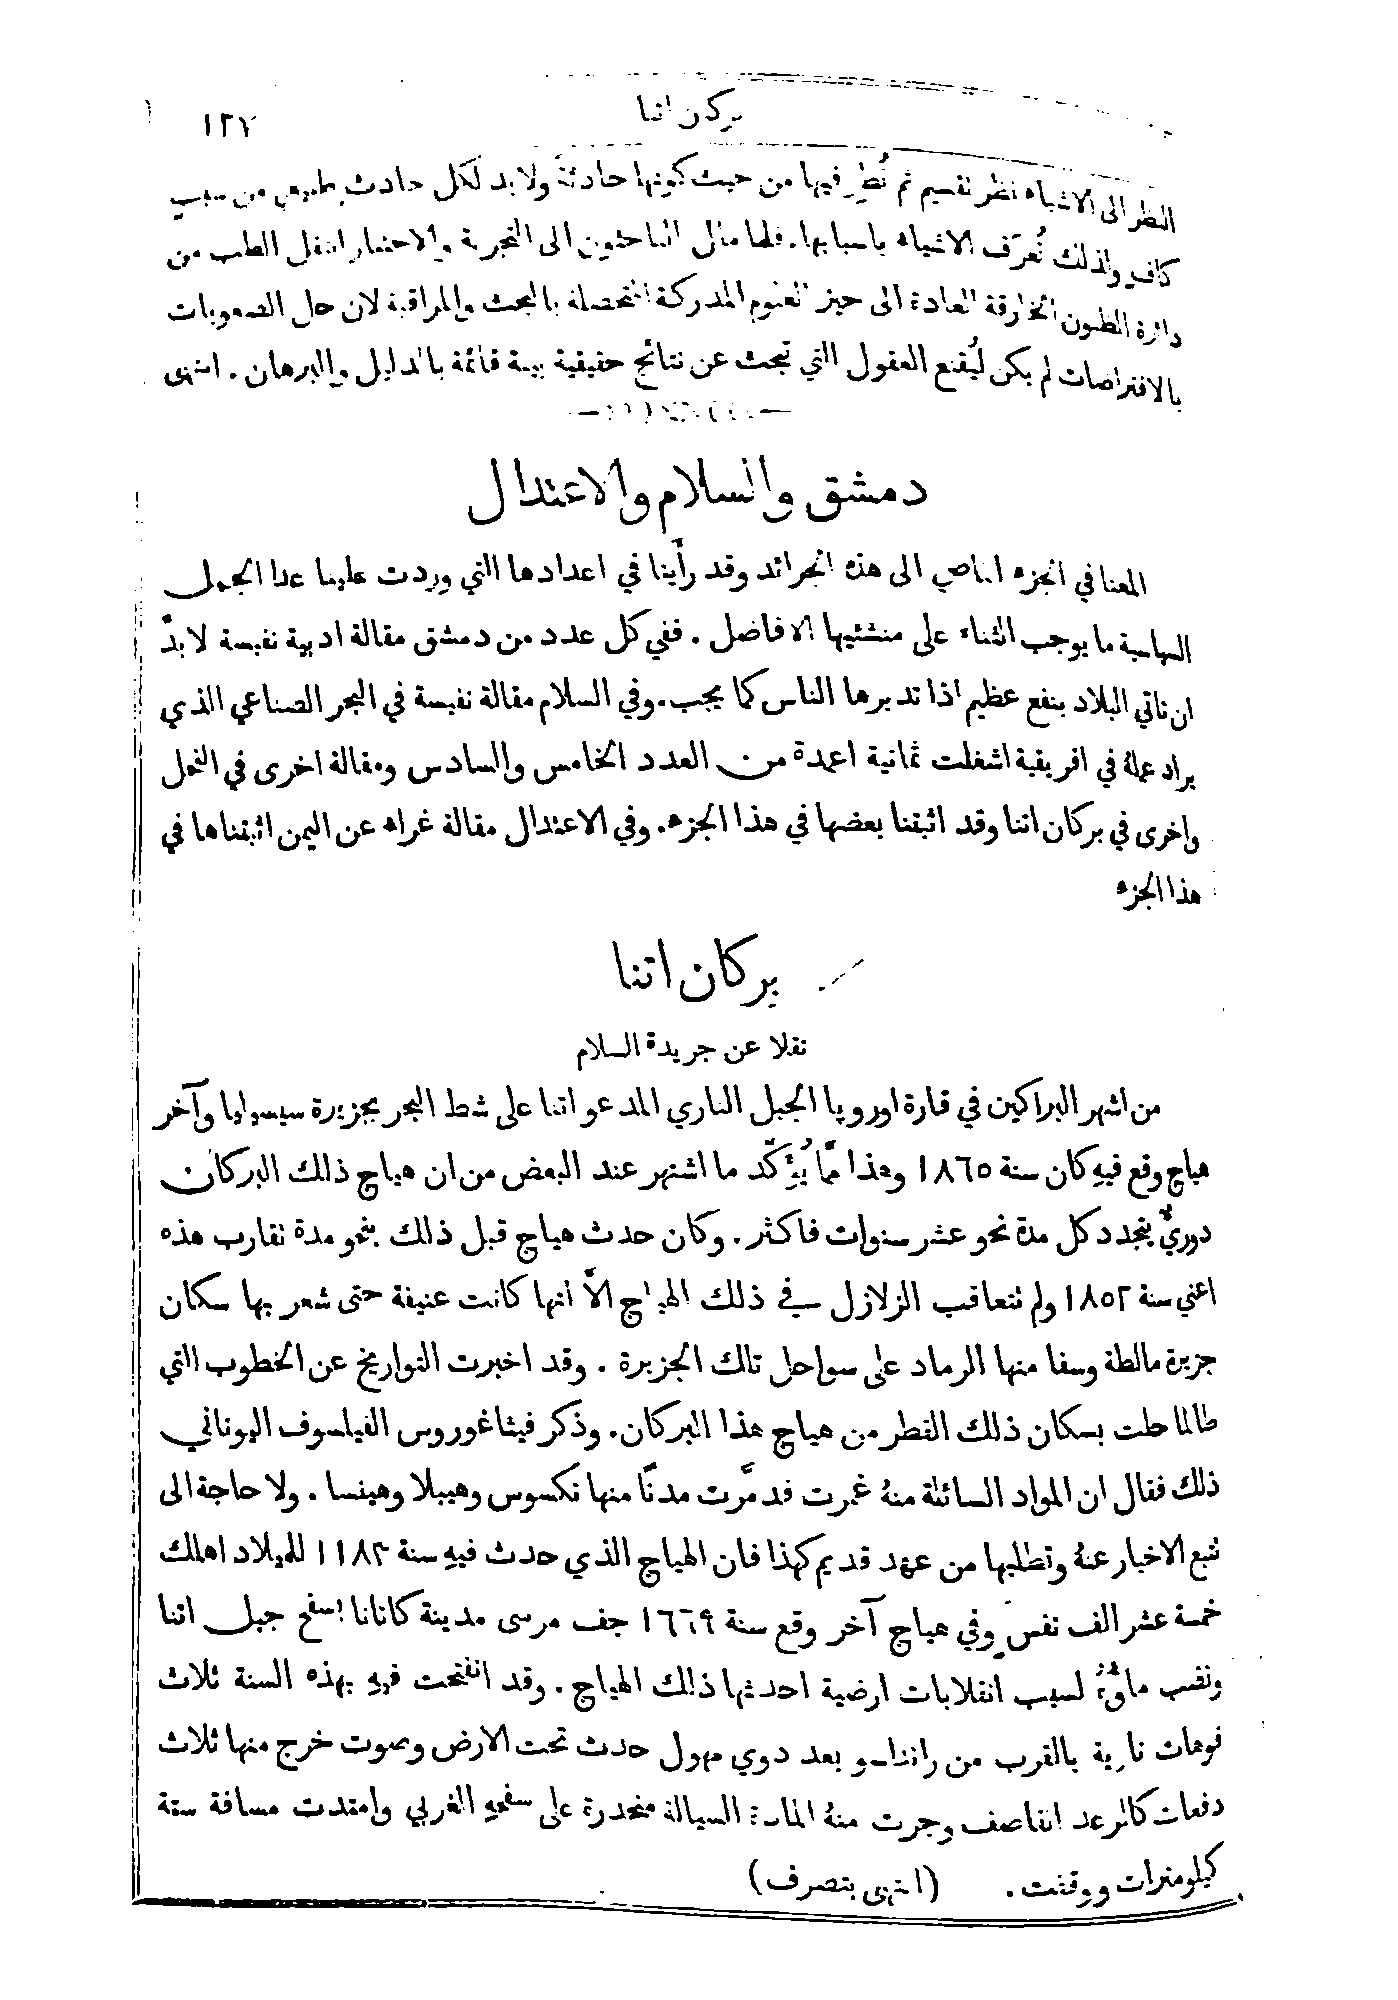 بركان اتنا
١٢٧
النظر الى الاشياء نظر تقسيم ثم نُظر فيها من حيث كونها حادثة ولا بد لكل حادث طبيعي من سبب
كافٍ ولذلك تُعرَّف الاشياء باسبابها. فلما مال الباحثون الى التجربة والاختبار انتقل الطب من
دائرة الظنون الخارقة العادة الى حيز العلوم المدركة المتحصلة بالبحث والمراقبة لان حل الصعوبات
بالافتراضات لم يكن ليُقنع العقول التي تبحث عن نتائج حقيقية بينة قائمة بالدليل والبرهان. انتهى
دمشق والسلام والاعتدال
المعنا في الجزء الماضي الى هذه الجرائد وقد رأَينا في اعدادها التي وردت علينا عدا الجمل
السياسية ما يوجب الثناء على منشئيها الافاضل. ففي كل عدد من دمشق مقالة ادبية نفيسة لا بدَّ
ان تاتي البلاد بنفع عظيم اذا تدبرها الناس كما يجب. وفي السلام مقالة نفيسة في البحر الصناعي الذي
يراد عملهُ في افريقية اشغلت ثمانية اعمدة من العدد الخامس والسادس ومقالة اخرى في النحل
واخرى في بركان اتنا وقد اثبتنا بعضها في هذا الجزء. وفي الاعتدال مقالة غراء عن اليمن اثبتناها في
هذا الجزء
بركان اتنا
نقلا عن جريدة السلام
من اشهر البراكين في قارة اوروپا الجبل الناري المدعو اتنا على شط البحر بجزيرة سيسيليا وآخر
هياج وقع فيهِ كان سنة ١٨٦٥ وهذا ممَّا يُؤَكّد ما اشتهر عند البعض من ان هياج ذلك البركان
دوريٌّ يتجدد كل مدة نحو عشر سنوات فاكثر. وكان حدث هياج قبل ذلك بنحو مدة تقارب هذه
اعني سنة ١٨٥٢ ولم تتعاقب الزلازل في ذلك الهياج الاَّ انها كانت عنيفة حتى شعر بها سكان
جزيرة مالطة وسفا منها الرماد على سواحل تلك الجزيرة. وقد اخبرت التواريخ عن الخطوب التي
طالما حلت بسكان ذلك القطر من هياج هذا البركان. وذكر فيثاغوروس الفيلسوف اليوناني
ذلك فقال ان المواد السائلة منهُ غمرت فدمَّرت مدنًا منها نكسوس وهيبلا وهينسا. ولا حاجة الى
تتبع الاخبار عنهُ وتطلبها من عهد قديم كهذا فان الهياج الذي حدث فيهِ سنة ١١٨٢ للميلاد اهلك
خمسة عشر الف نفس وفي هياج آخر وقع سنة ١٦٦٩ جف مرسى مدينة كاتانا بسفح جبل اتنا
ونضب ماؤهُ لسبب انقلابات ارضية احدثها ذلك الهياج. وقد انفتحت فيهِ بهذه السنة ثلاث
فوهات نارية بالقرب من راندا‌سو بعد دوي مهول حدث تحت الارض وصوت خرج منها ثلاث
دفعات كالرعد القاصف وجرت منهُ المادة السيالة منحدرة على سفحهِ الغربي وامتدت مسافة ستة
كيلومترات ووقفت. (انتهى بتصرف)